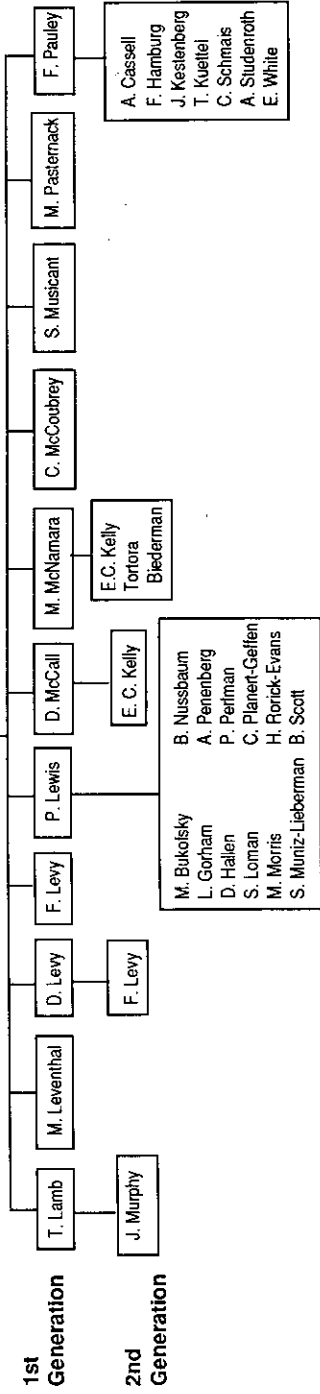 1st
Generation
T. Lamb
M. Leventhal
D. Levy
F. Levy
P. Lewis
D. McCall
M. McNamara
C. McCoubrey
S. Musicant
M. Pasternack
F. Pauley
2nd
Generation
J. Murphy
F. Levy
M. Bukolsky B. Nussbaum
L. Gorham A. Penenberg
D. Hallen P. Perlman
S. Loman C. Planert-Geffen
M. Morris H. Rorick-Evans
S. Muniz-Lieberman B. Scott
E. C. Kelly
E.C. Kelly
Tortora
Biederman
A. Cassell
F. Hamburg
J. Kestenberg
T. Kuettel
C. Schmais
A. Studenroth
E. White